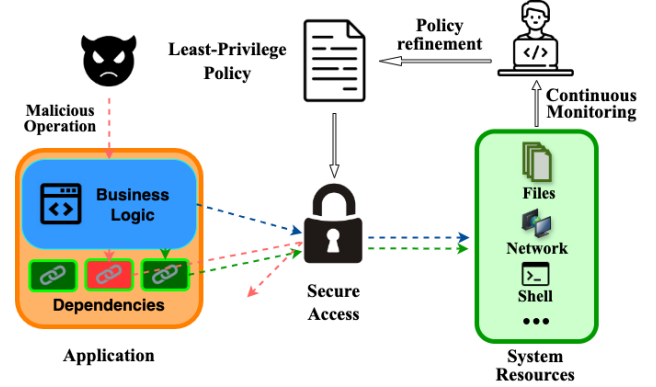 Policy
refinement
Least-Privilege
Policy
Continuous
Monitoring
Malicious
Operation
Business
Logic
Dependencies
Application
Secure
Access
Files
Network
>_
Shell
System
Resources